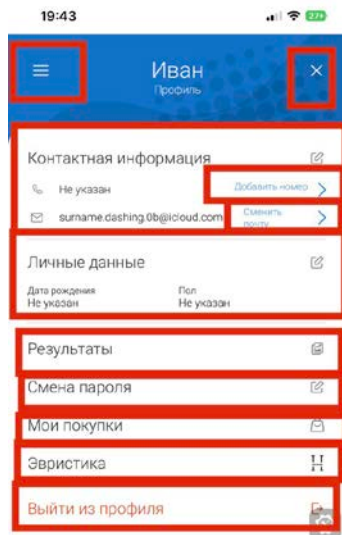 19:43
27+
Иван
Профиль
Контактная информация
Не указан
Добавить номер
surname.dashing.0b@icloud.com
Сменить
почту
Личные данные
Дата рождения
Пол
Не указан
Не указан
Результаты
Смена пароля
Мои покупки
Эвристика
Выйти из профиля